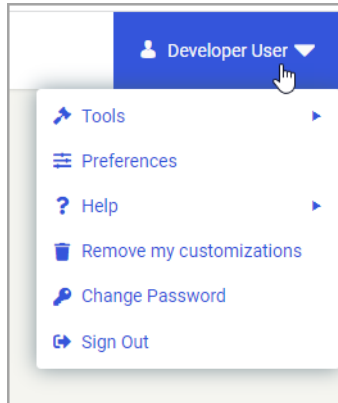 Developer User
Tools
Preferences
Help
Remove my customizations
Change Password
Sign Out